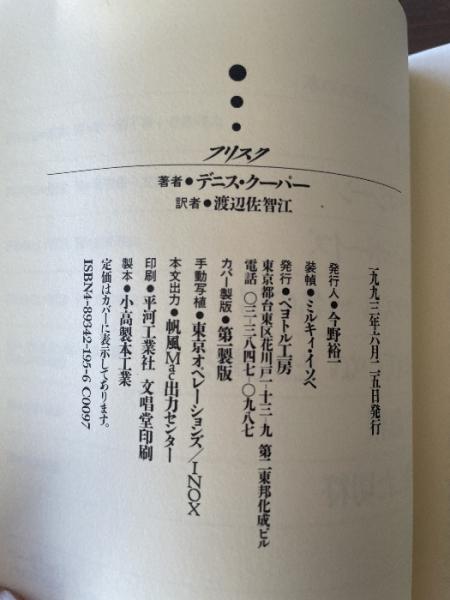 フリスク
著者●デニス・クーパー
訳者●渡辺佐智江
一九九三年六月二五日発行
発行人●今野裕一
装幀●ミルキィ・イソベ
発行●ペヨトル工房
東京都台東区花川戸一-十三-九 第二東邦化成ビル
電話 〇三-三八四七-〇九八七
カバー製版●第一製版
手動写植●東京オペレーションズ/INOX
本文出力●帆風Mac出力センター
印刷●平河工業社 文唱堂印刷
製本●小高製本工業
定価はカバーに表示してあります。
ISBN4-89342-195-6 C0097